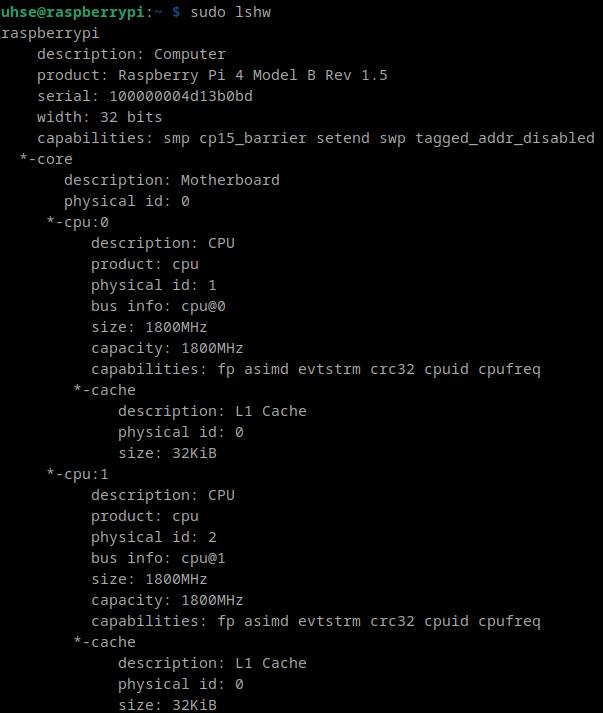 uhse@raspberrypi:~ $ sudo lshw
raspberrypi
    description: Computer
    product: Raspberry Pi 4 Model B Rev 1.5
    serial: 100000004d13b0bd
    width: 32 bits
    capabilities: smp cp15_barrier setend swp tagged_addr_disabled
  *-core
       description: Motherboard
       physical id: 0
     *-cpu:0
          description: CPU
          product: cpu
          physical id: 1
          bus info: cpu@0
          size: 1800MHz
          capacity: 1800MHz
          capabilities: fp asimd evtstrm crc32 cpuid cpufreq
        *-cache
             description: L1 Cache
             physical id: 0
             size: 32KiB
     *-cpu:1
          description: CPU
          product: cpu
          physical id: 2
          bus info: cpu@1
          size: 1800MHz
          capacity: 1800MHz
          capabilities: fp asimd evtstrm crc32 cpuid cpufreq
        *-cache
             description: L1 Cache
             physical id: 0
             size: 32KiB